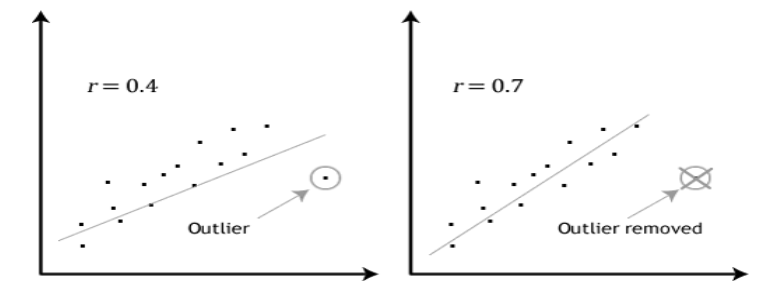 r = 0.4
Outlier
r = 0.7
Outlier removed